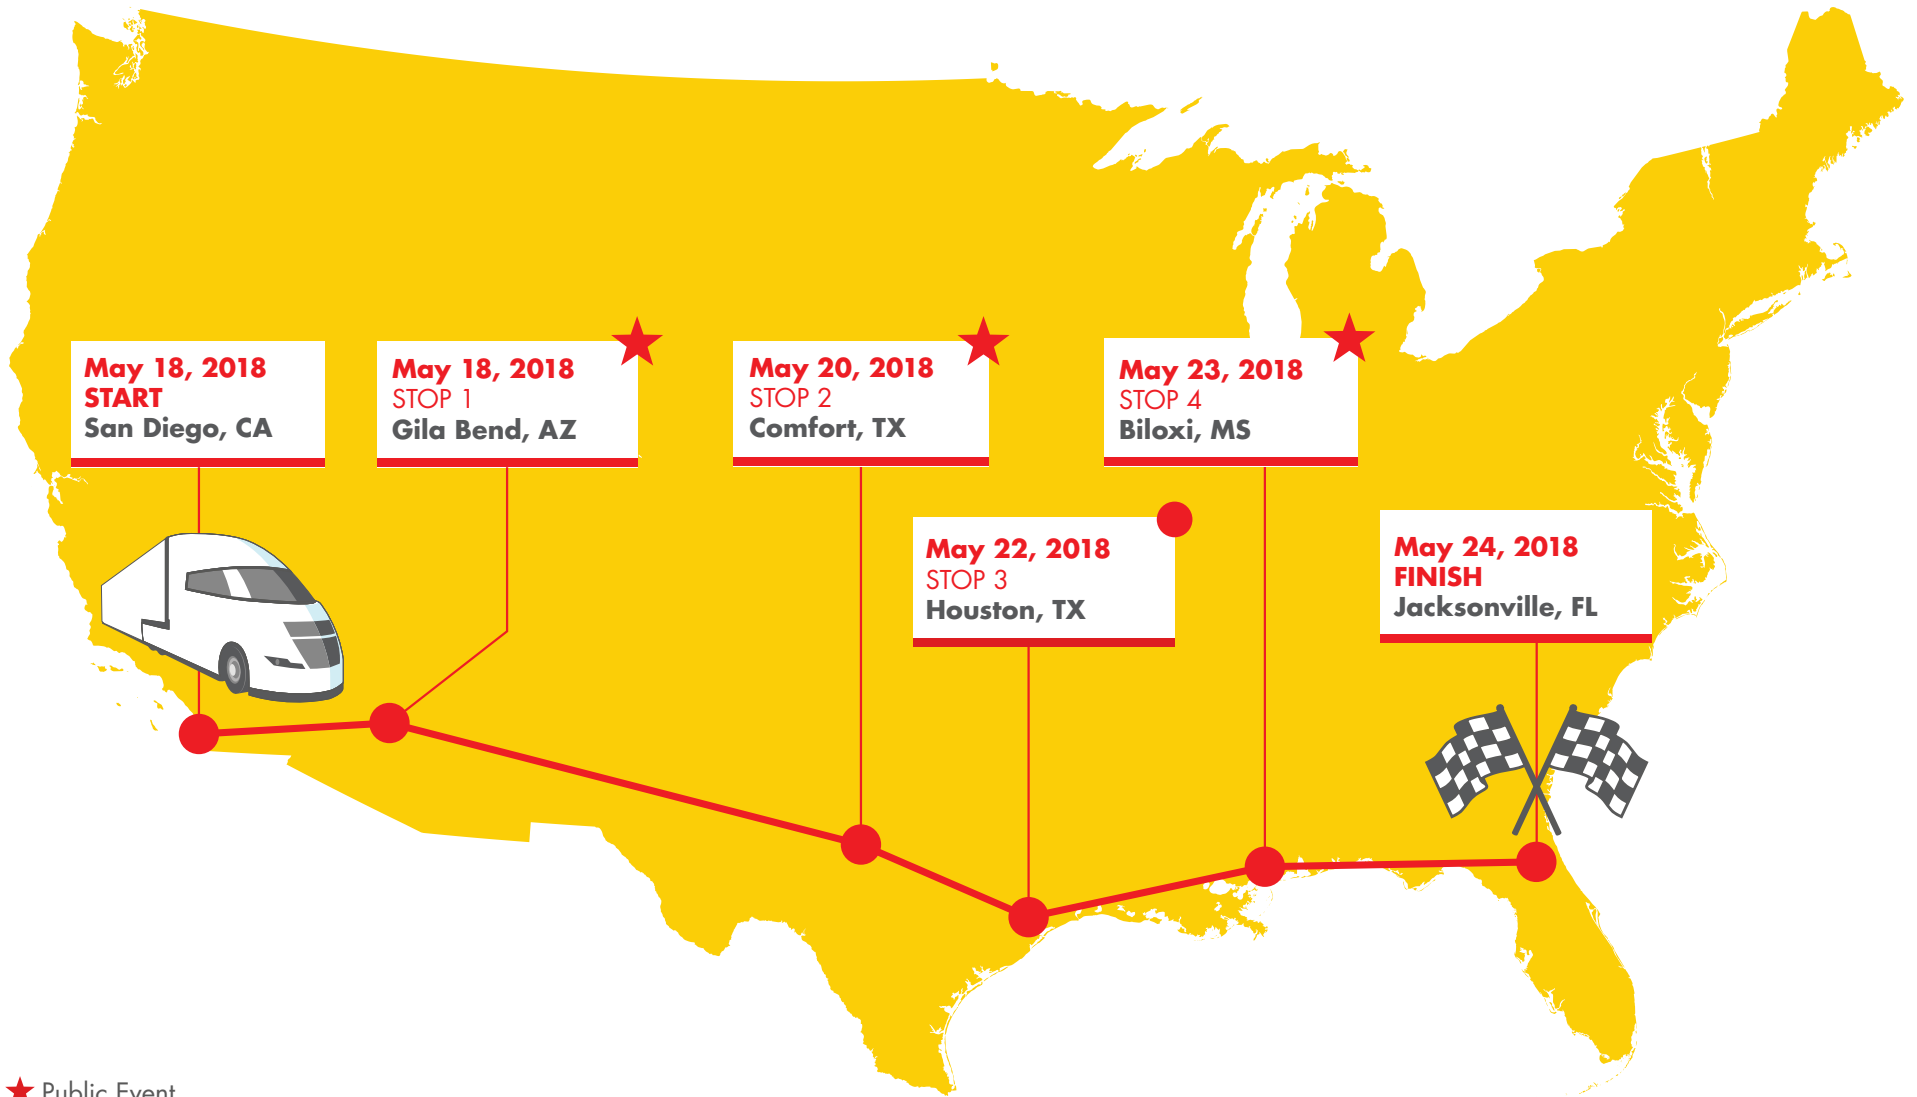 May 18, 2018
START
San Diego, CA
May 18, 2018
STOP 1
Gila Bend, AZ
May 20, 2018
STOP 2
Comfort, TX
May 22, 2018
STOP 3
Houston, TX
May 23, 2018
STOP 4
Biloxi, MS
May 24, 2018
FINISH
Jacksonville, FL
Public Event